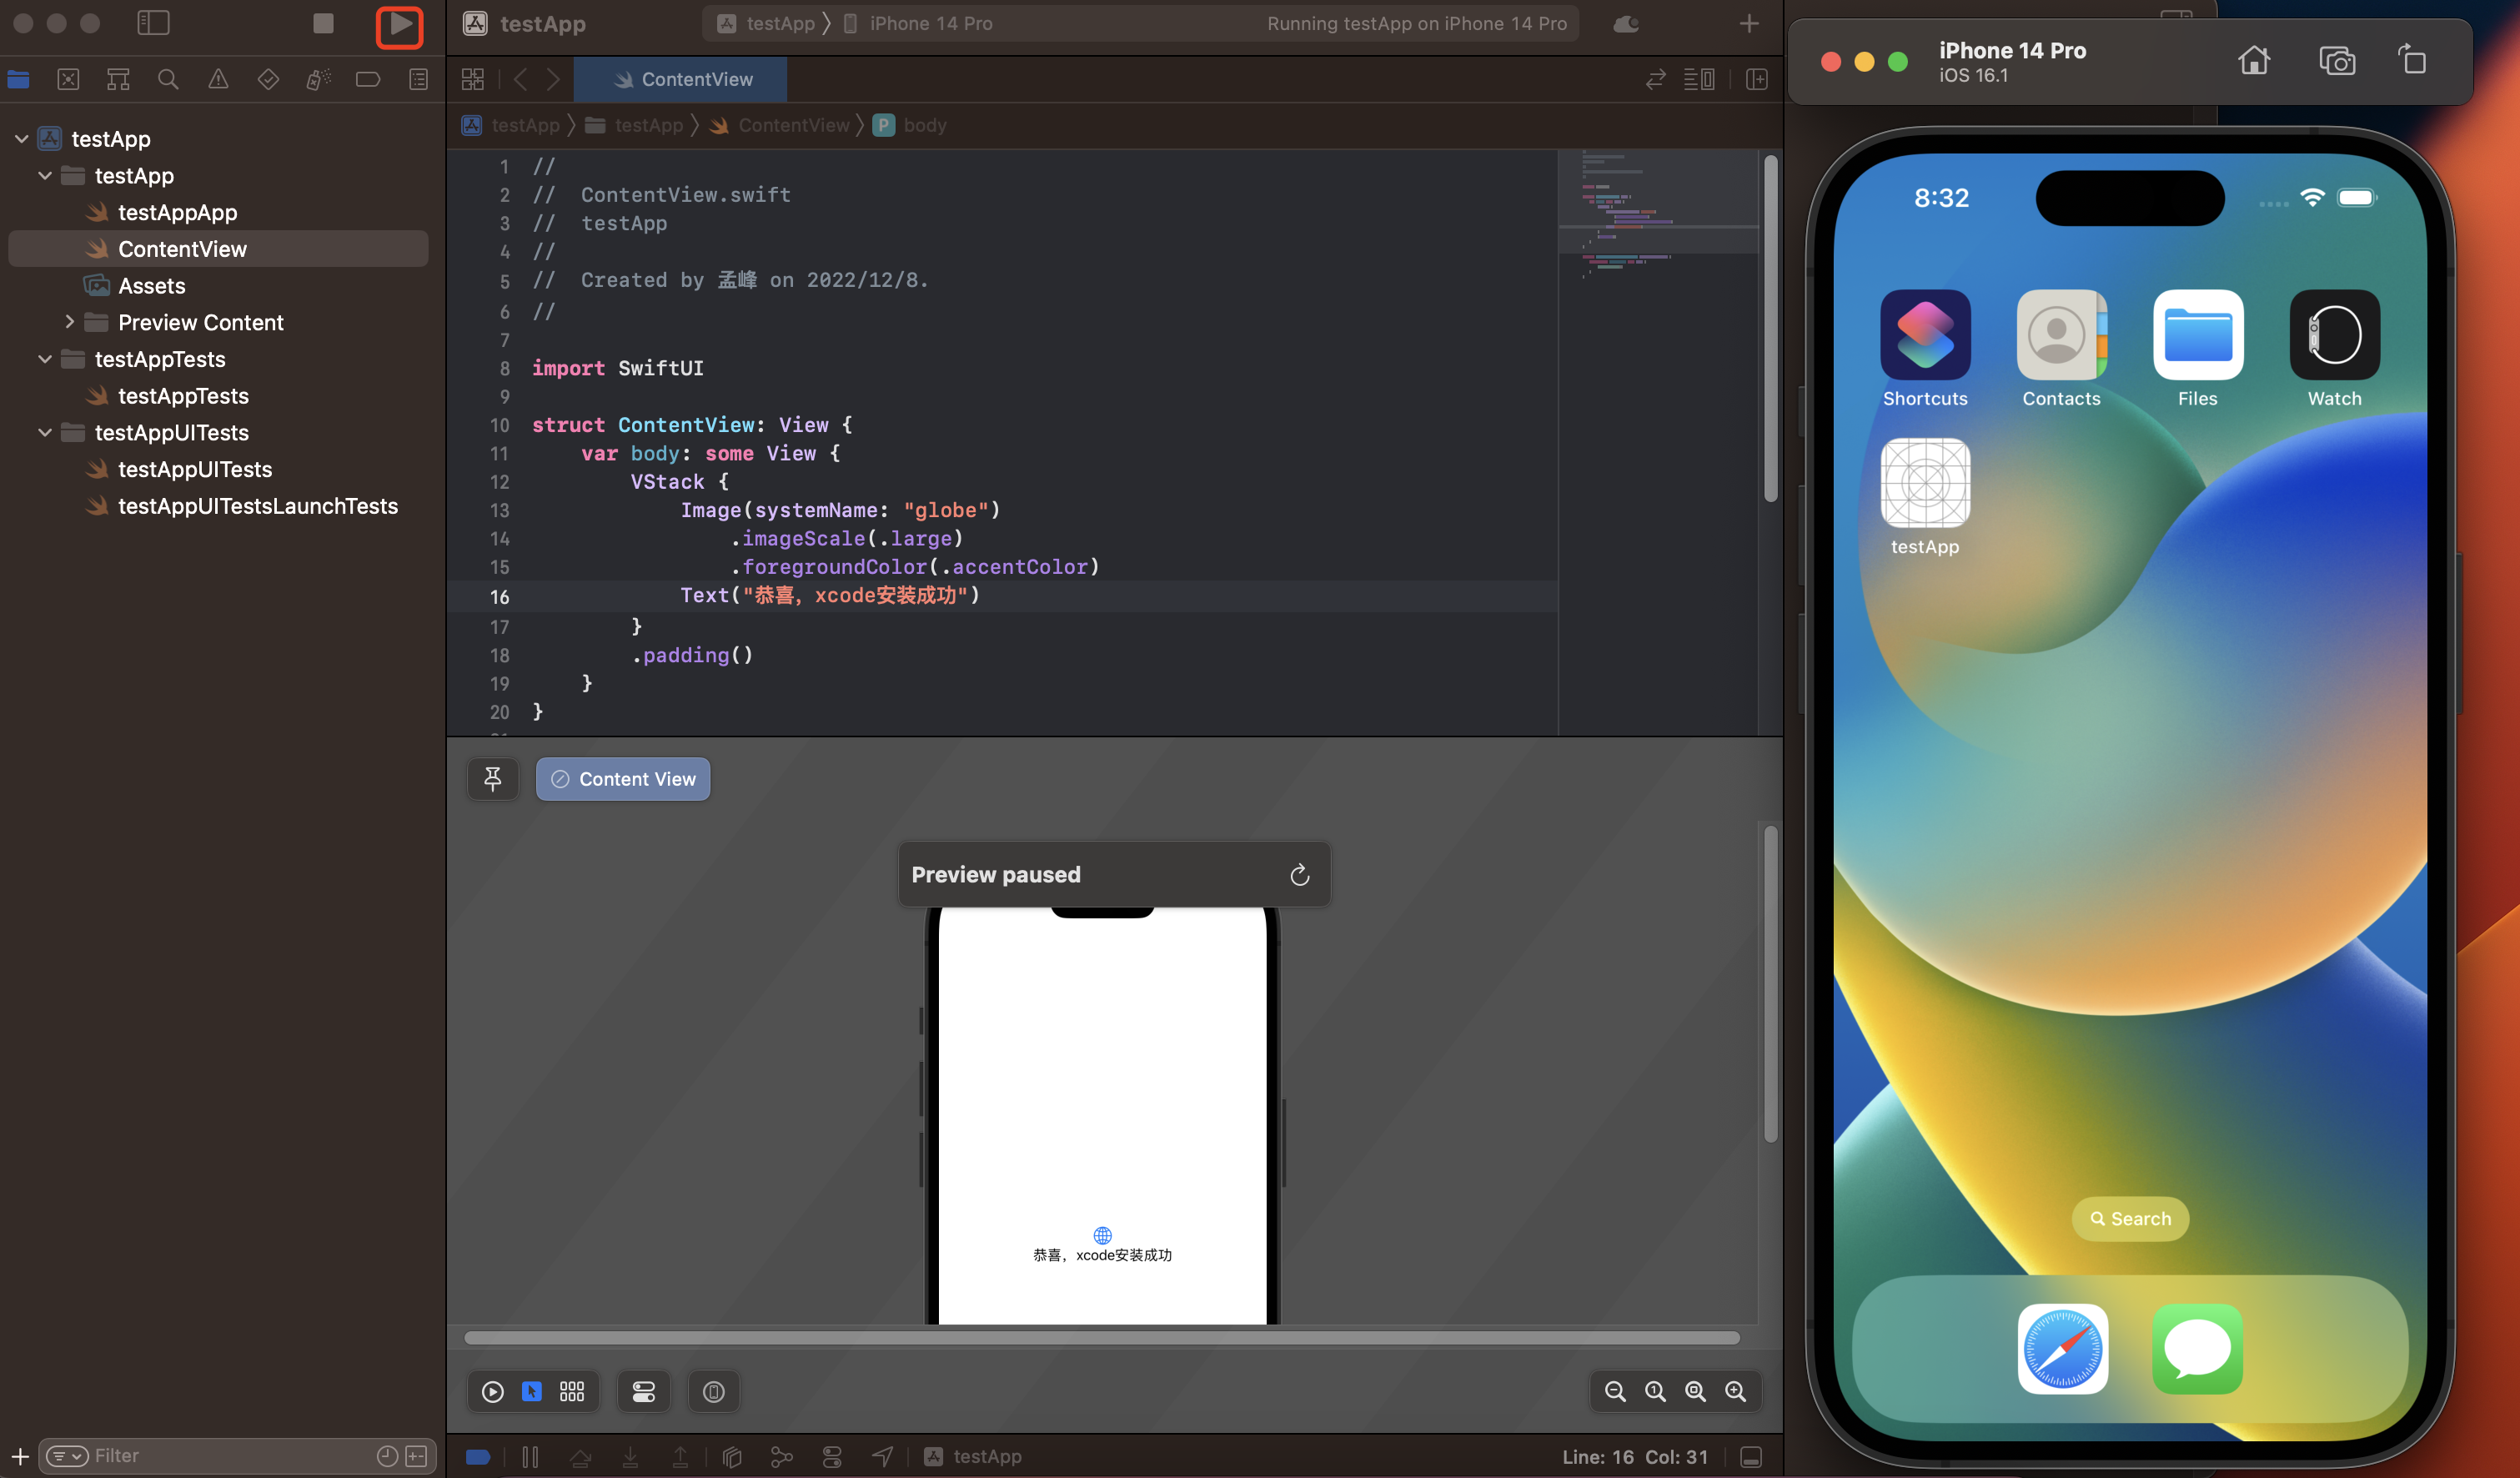 testApp
testApp
iPhone 14 Pro
Running testApp on iPhone 14 Pro
ContentView
testApp
testApp
ContentView
P
body
testApp
testApp
testAppApp
ContentView
Assets
Preview Content
testAppTests
testAppTests
testAppUITests
testAppUITests
testAppUITestsLaunchTests
Filter
1 //
2 //  ContentView.swift
3 //  testApp
4 //
5 //  Created by 孟峰 on 2022/12/8.
6 //
7
8 import SwiftUI
9
10 struct ContentView: View {
11     var body: some View {
12         VStack {
13             Image(systemName: "globe")
14                 .imageScale(.large)
15                 .foregroundColor(.accentColor)
16             Text("恭喜，xcode安装成功")
17         }
18         .padding()
19     }
20 }
Content View
Preview paused
恭喜，xcode安装成功
testApp
Line: 16 Col: 31
iPhone 14 Pro
iOS 16.1
8:32
Shortcuts
Contacts
Files
Watch
testApp
Search